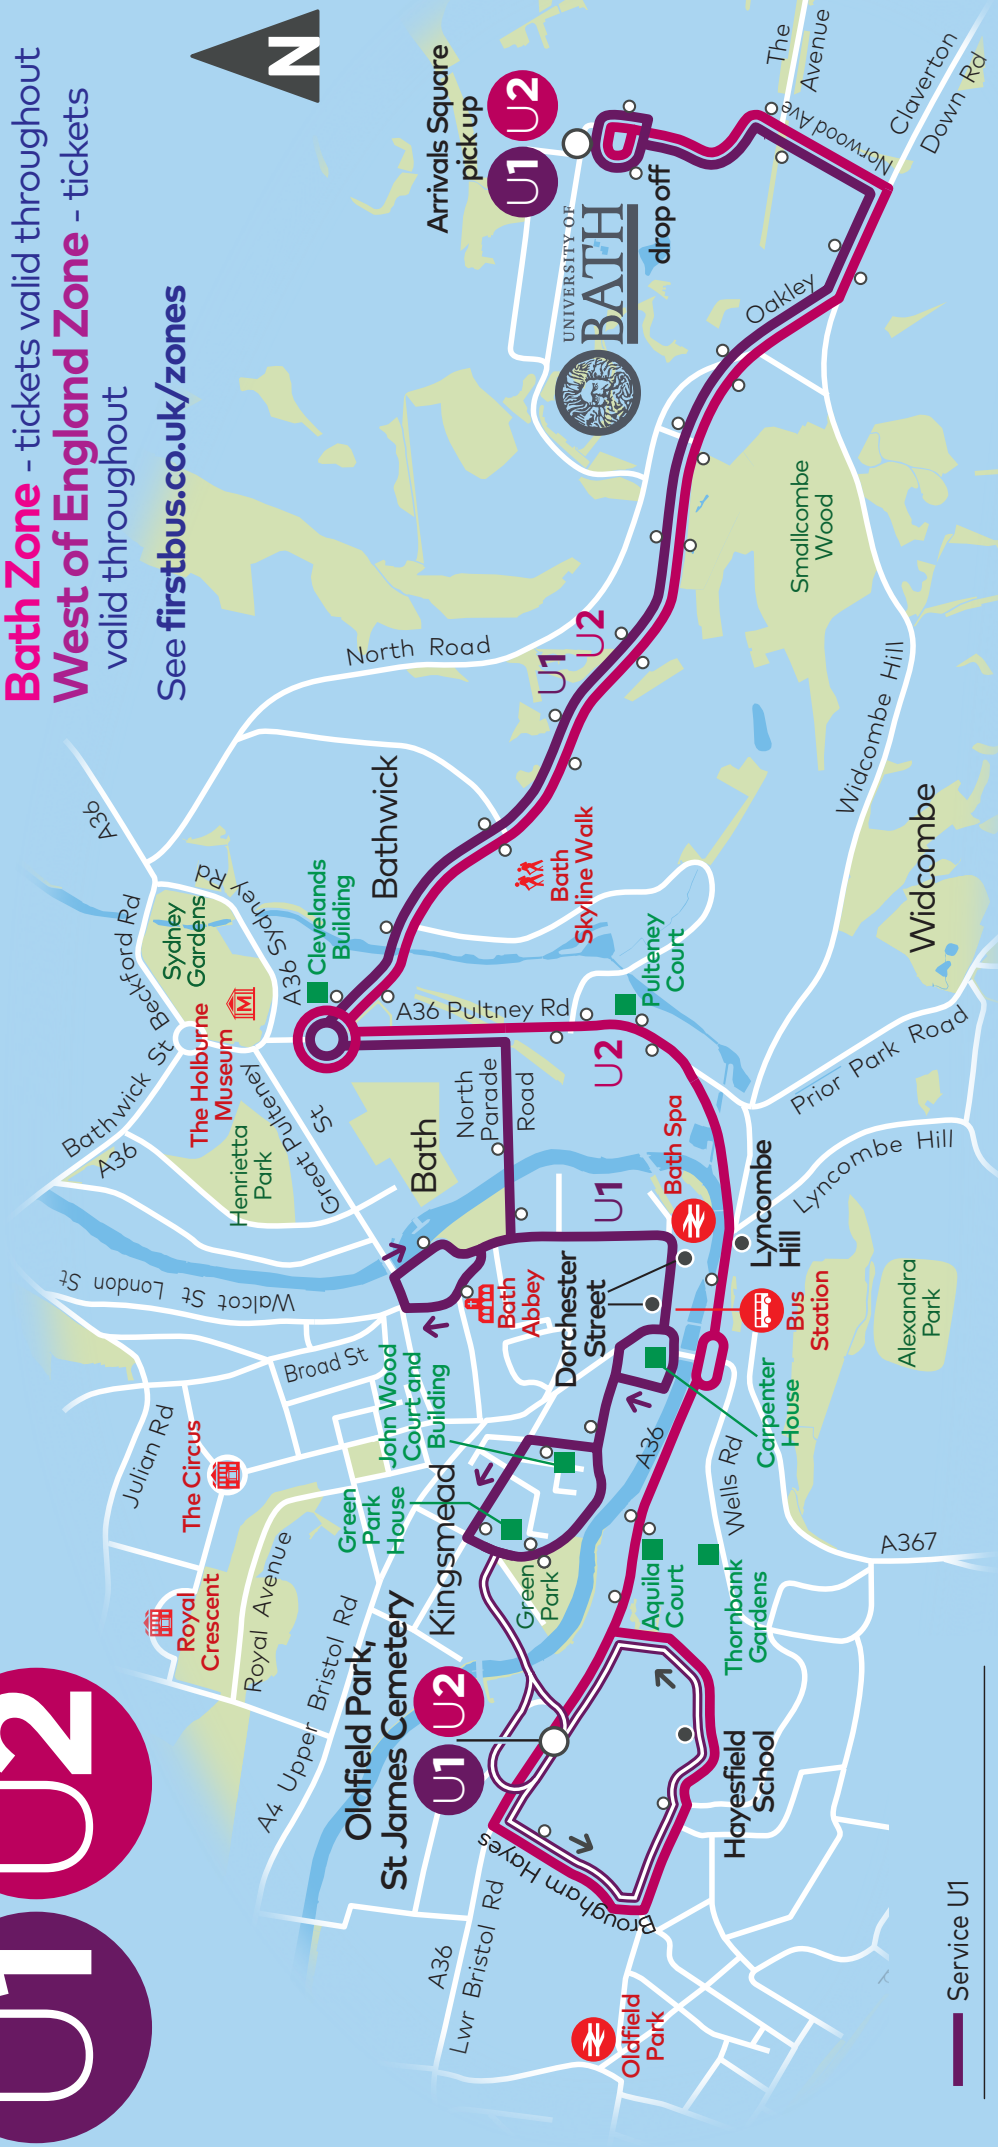 U1
U2
Bath Zone - tickets valid throughout
West of England Zone - tickets
valid throughout
See firstbus.co.uk/zones
N
Arrivals Square
pick up
U1
U2
drop off
UNIVERSITY OF
BATH
The
Avenue
Norwood Ave
Claverton
Down Rd
Oakley
Smallcombe
Wood
North Road
U1
U2
Widcombe Hill
Widcombe
Bathwick
Bath
Skyline Walk
A36
Beckford Rd
Sydney
Gardens
Sydney Rd
A36
Clevelands
Building
The Holburne
Museum
Bathwick St
A36
Henrietta
Park
Great Pulteney
St
A36 Pultney Rd
Pulteney
Court
U2
Prior Park Road
Lyncombe Hill
North
Parade
Road
Bath
U1
Bath Spa
Lyncombe
Hill
Dorchester
Street
Bus
Station
Alexandra
Park
Bath
Abbey
London St
Walcot St
Broad St
Julian Rd
The Circus
John Wood
Court and
Building
Green
Park
House
Kingsmead
Green
Park
Carpenter
House
A36
Wells Rd
A367
Aquila
Court
Thornbank
Gardens
Royal
Crescent
Royal Avenue
A4 Upper Bristol Rd
Oldfield Park,
St James Cemetery
U1
U2
Hayesfield
School
Brougham Hayes
A36
Lwr Bristol Rd
Oldfield
Park
Service U1